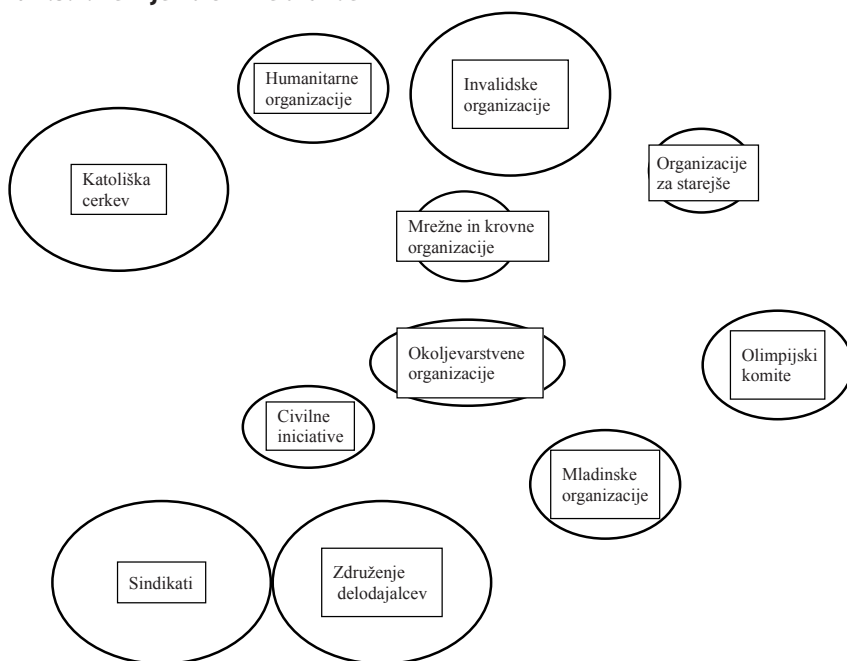 Humanitarne
organizacije
Invalidske
organizacije
Katoliška
cerkev
Organizacije
za starejše
Mrežne in krovne
organizacije
Okoljevarstvene
organizacije
Olimpijski
komite
Civilne
iniciative
Mladinske
organizacije
Sindikati
Združenje
delodajalcev